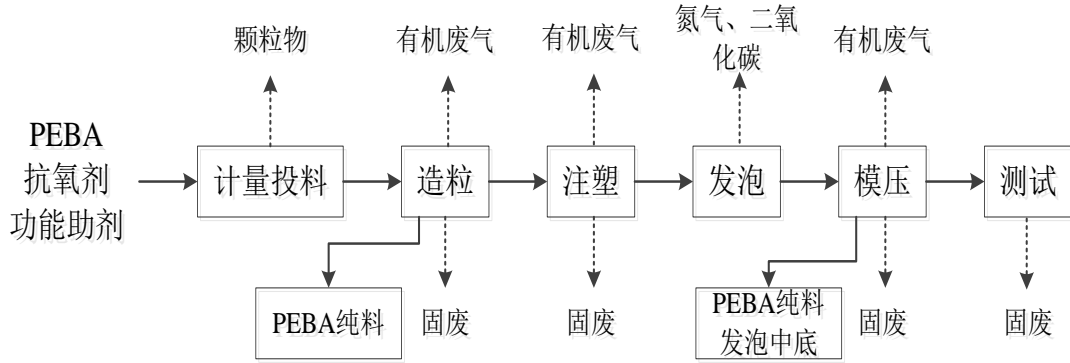 颗粒物
有机废气
有机废气
氮气、二氧
化碳
有机废气
PEBA
抗氧剂
功能助剂
计量投料
造粒
注塑
发泡
模压
测试
PEBA纯料
固废
固废
PEBA纯料
发泡中底
固废
固废